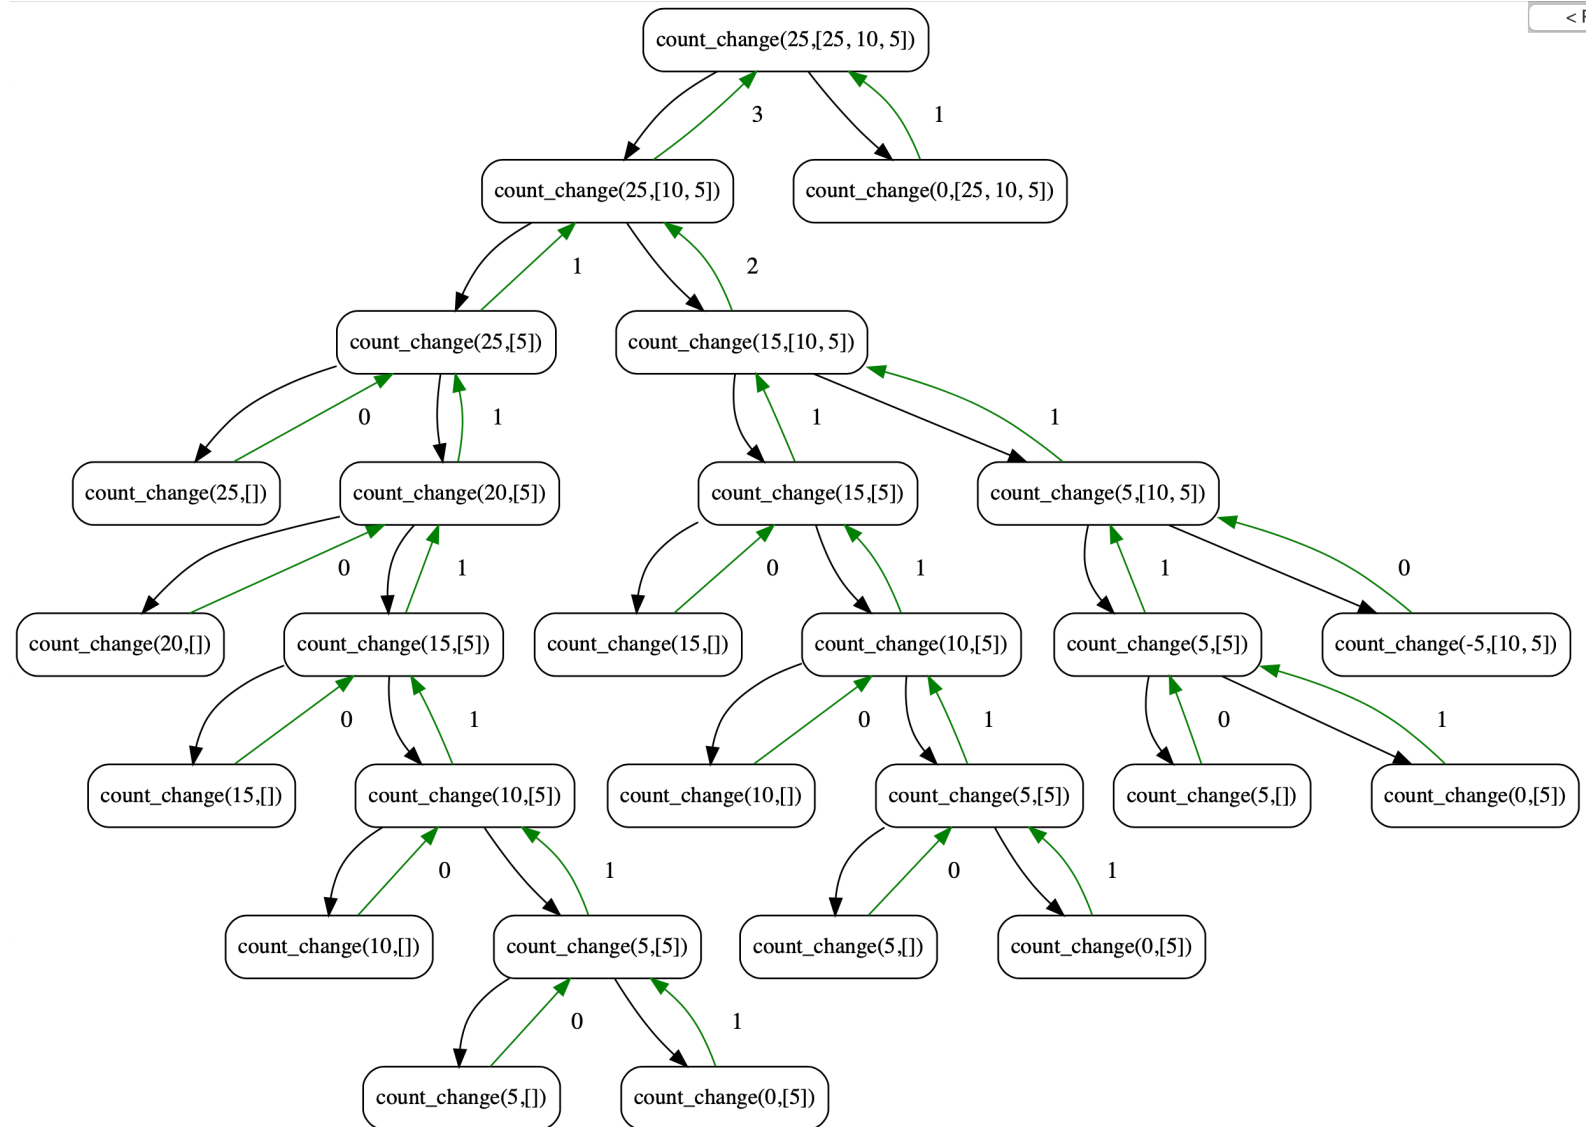 < F
count_change(25,[25, 10, 5])
3
1
count_change(25,[10, 5])
count_change(0,[25, 10, 5])
1
2
count_change(25,[5])
count_change(15,[10, 5])
0
1
1
1
count_change(25,[])
count_change(20,[5])
count_change(15,[5])
count_change(5,[10, 5])
0
1
0
1
1
0
count_change(20,[])
count_change(15,[5])
count_change(15,[])
count_change(10,[5])
count_change(5,[5])
count_change(-5,[10, 5])
0
1
0
1
0
1
count_change(15,[])
count_change(10,[5])
count_change(10,[])
count_change(5,[5])
count_change(5,[])
count_change(0,[5])
0
1
0
1
count_change(10,[])
count_change(5,[5])
count_change(5,[])
count_change(0,[5])
0
1
count_change(5,[])
count_change(0,[5])